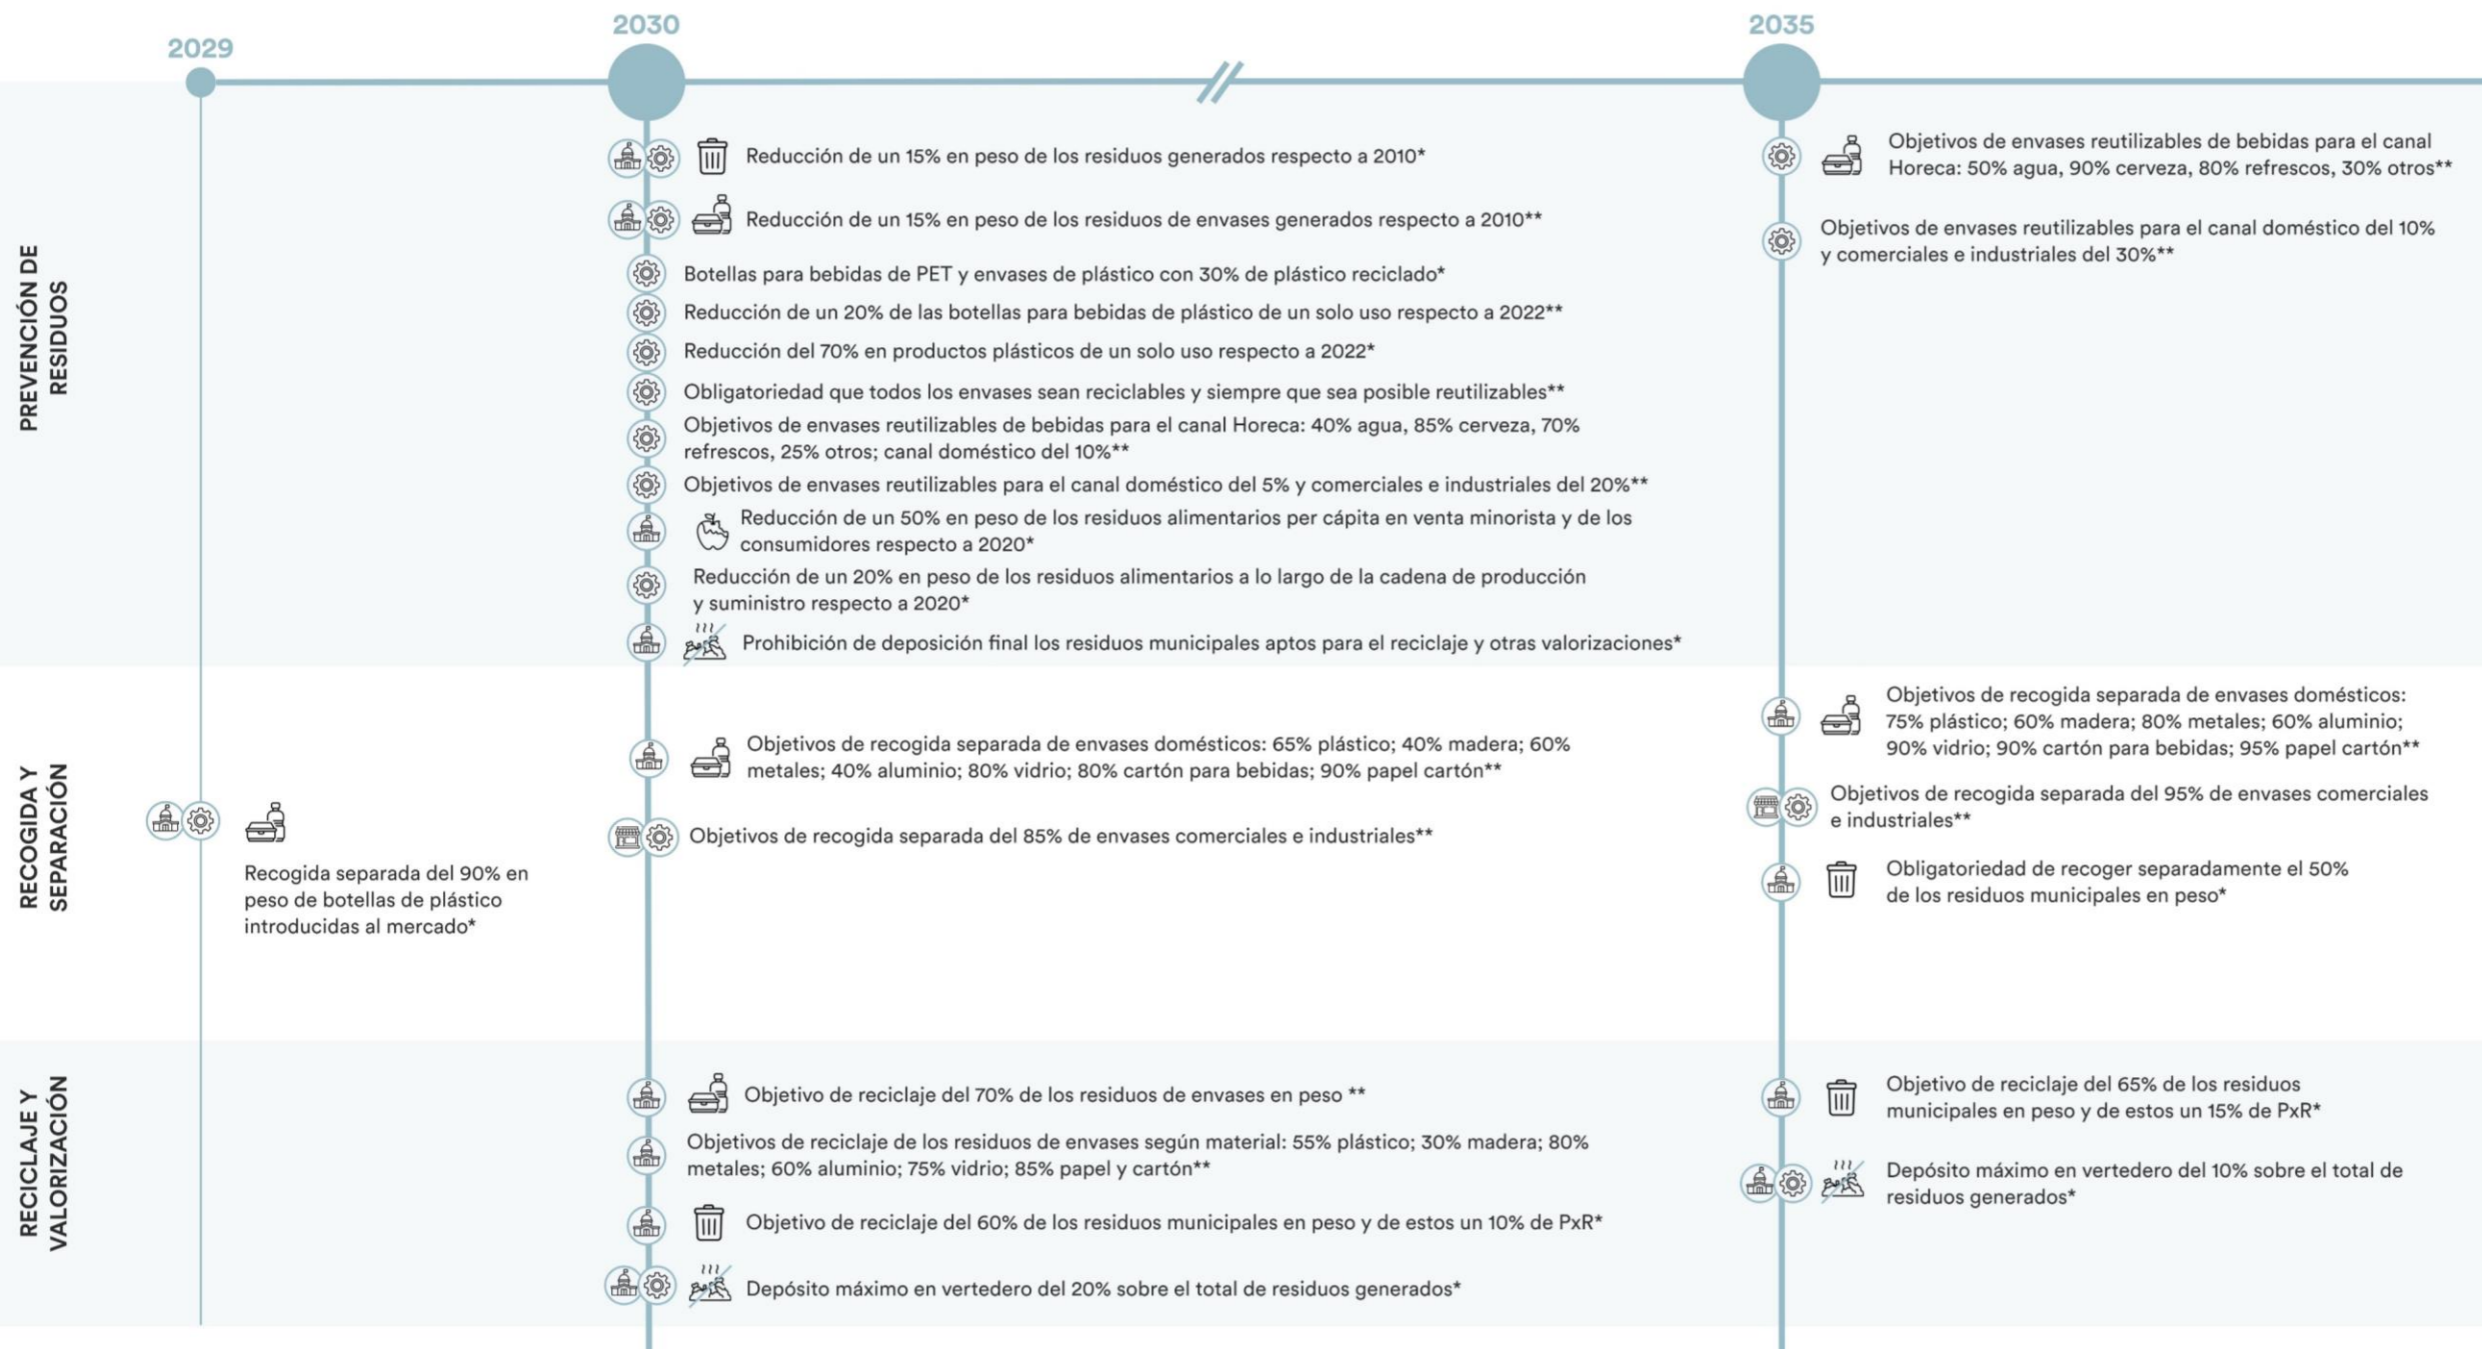 2029
2030
2035
PREVENCIÓN DE
RESIDUOS
Reducción de un 15% en peso de los residuos generados respecto a 2010*
Reducción de un 15% en peso de los residuos de envases generados respecto a 2010**
Botellas para bebidas de PET y envases de plástico con 30% de plástico reciclado*
Reducción de un 20% de las botellas para bebidas de plástico de un solo uso respecto a 2022**
Reducción del 70% en productos plásticos de un solo uso respecto a 2022*
Obligatoriedad que todos los envases sean reciclables y siempre que sea posible reutilizables**
Objetivos de envases reutilizables de bebidas para el canal Horeca: 40% agua, 85% cerveza, 70%
refrescos, 25% otros; canal doméstico del 10%**
Objetivos de envases reutilizables para el canal doméstico del 5% y comerciales e industriales del 20%**
Reducción de un 50% en peso de los residuos alimentarios per cápita en venta minorista y de los
consumidores respecto a 2020*
Reducción de un 20% en peso de los residuos alimentarios a lo largo de la cadena de producción
y suministro respecto a 2020*
Prohibición de deposición final los residuos municipales aptos para el reciclaje y otras valorizaciones*
Objetivos de envases reutilizables de bebidas para el canal
Horeca: 50% agua, 90% cerveza, 80% refrescos, 30% otros**
Objetivos de envases reutilizables para el canal doméstico del 10%
y comerciales e industriales del 30%**
RECOGIDA Y
SEPARACIÓN
Recogida separada del 90% en
peso de botellas de plástico
introducidas al mercado*
Objetivos de recogida separada de envases domésticos: 65% plástico; 40% madera; 60%
metales; 40% aluminio; 80% vidrio; 80% cartón para bebidas; 90% papel cartón**
Objetivos de recogida separada del 85% de envases comerciales e industriales**
Objetivos de recogida separada de envases domésticos:
75% plástico; 60% madera; 80% metales; 60% aluminio;
90% vidrio; 90% cartón para bebidas; 95% papel cartón**
Objetivos de recogida separada del 95% de envases comerciales
e industriales**
Obligatoriedad de recoger separadamente el 50%
de los residuos municipales en peso*
RECICLAJE Y
VALORIZACIÓN
Objetivo de reciclaje del 70% de los residuos de envases en peso **
Objetivos de reciclaje de los residuos de envases según material: 55% plástico; 30% madera; 80%
metales; 60% aluminio; 75% vidrio; 85% papel y cartón**
Objetivo de reciclaje del 60% de los residuos municipales en peso y de estos un 10% de PxR*
Depósito máximo en vertedero del 20% sobre el total de residuos generados*
Objetivo de reciclaje del 65% de los residuos
municipales en peso y de estos un 15% de PxR*
Depósito máximo en vertedero del 10% sobre el total de
residuos generados*